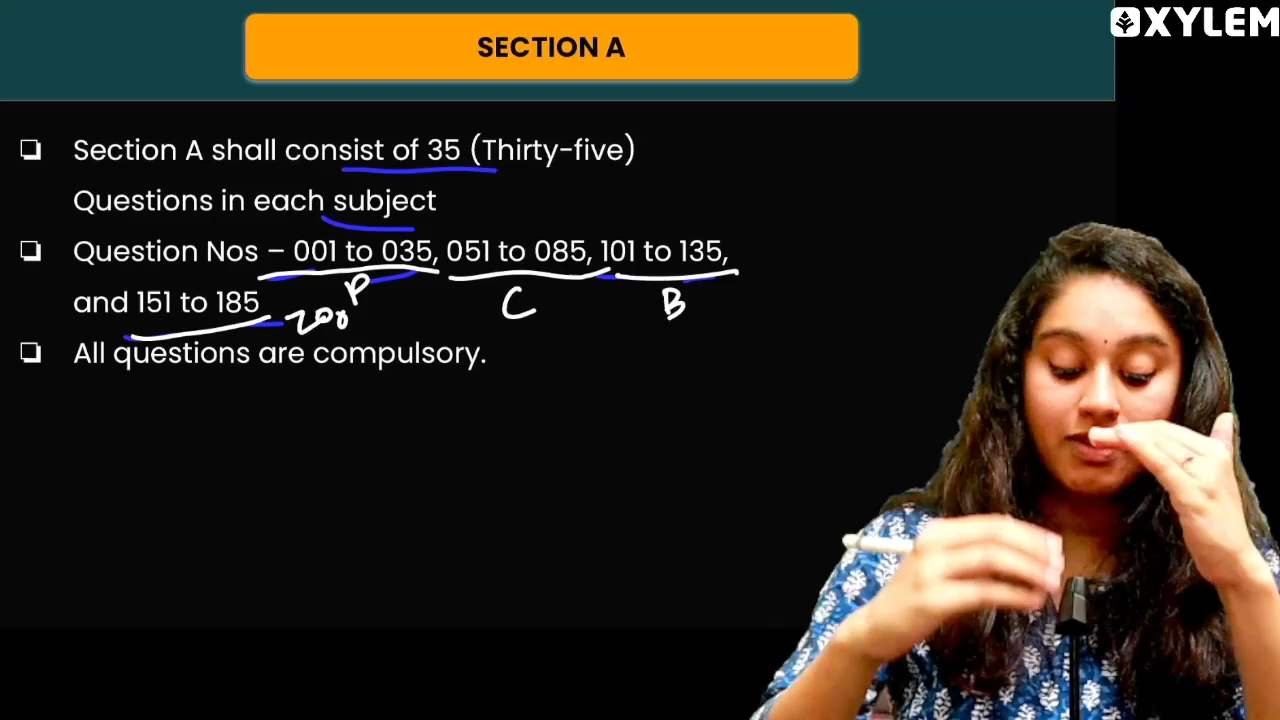 XYLEM
SECTION A
Section A shall consist of 35 (Thirty-five)
Questions in each subject
Question Nos – 001 to 035, 051 to 085, 101 to 135,
P C B
and 151 to 185
All questions are compulsory.